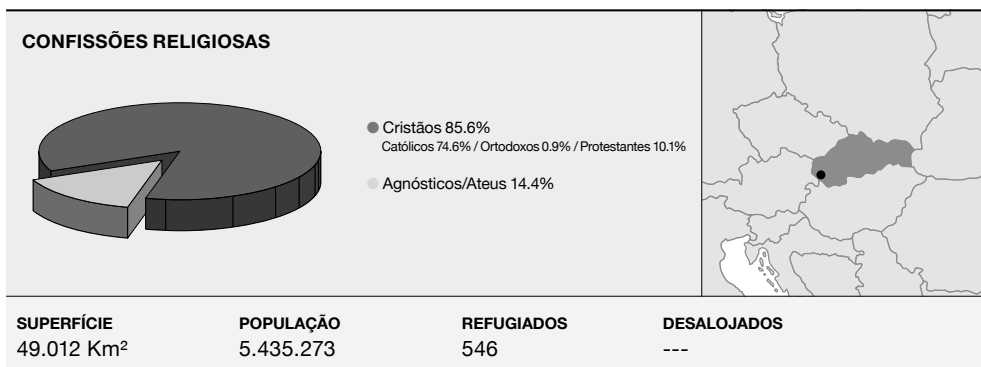 CONFISSÕES RELIGIOSAS
Cristãos 85.6%
Católicos 74.6% / Ortodoxos 0.9% / Protestantes 10.1%
Agnósticos/Ateus 14.4%
SUPERFÍCIE
49.012 Km²
POPULAÇÃO
5.435.273
REFUGIADOS
546
DESALOJADOS
---